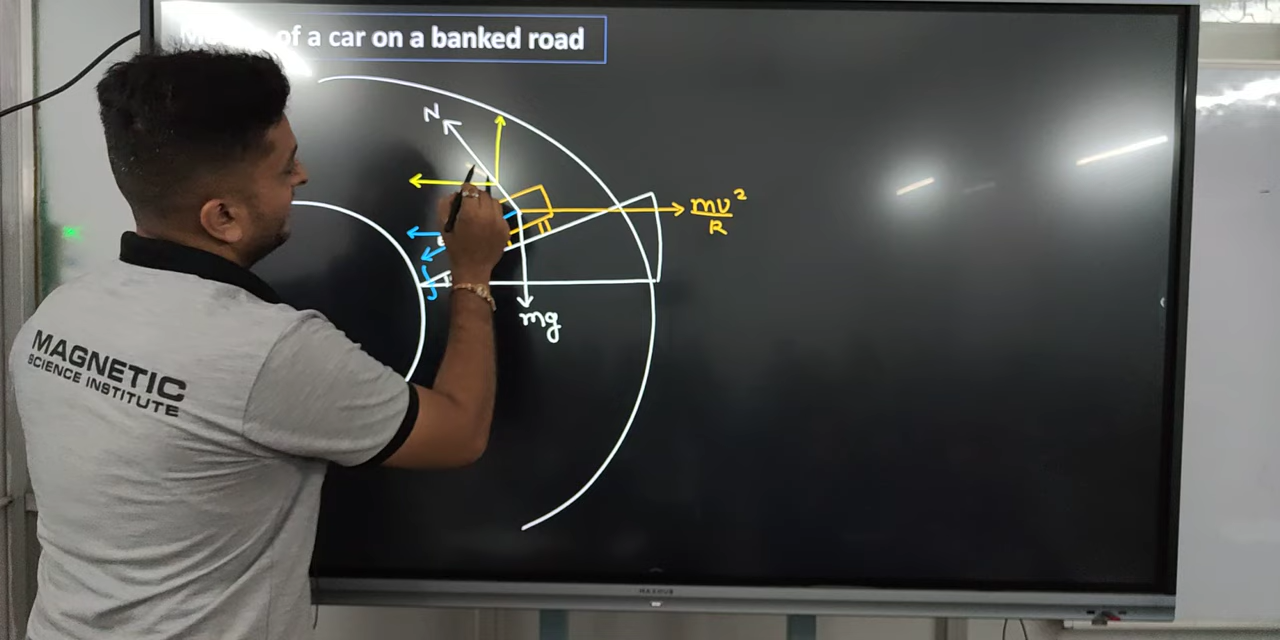 of a car on a banked road
N
mv²
R
mg
MAGNETIC
SCIENCE INSTITUTE